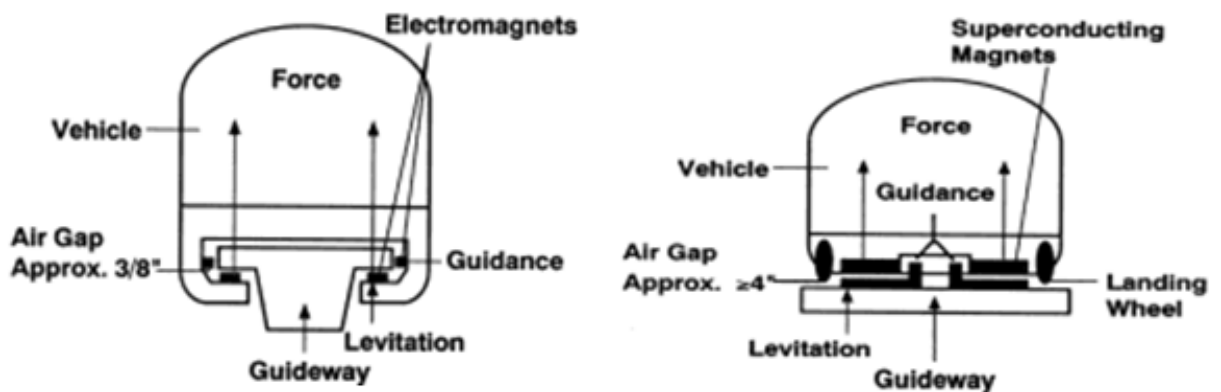 Electromagnets
Force
Vehicle
Air Gap
Approx. 3/8"
Guidance
Levitation
Guideway
Superconducting
Magnets
Force
Vehicle
Guidance
Air Gap
Approx. ≥4"
Landing
Wheel
Levitation
Guideway